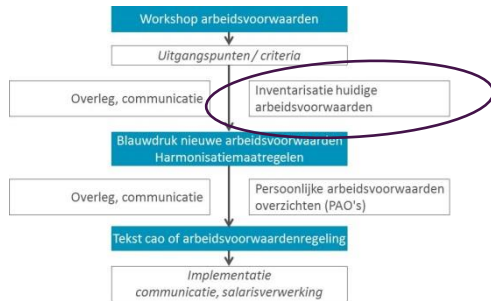 Workshop arbeidsvoorwaarden
Uitgangspunten / criteria
Overleg, communicatie
Inventarisatie huidige
arbeidsvoorwaarden
Blauwdruk nieuwe arbeidsvoorwaarden
Harmonisatiemaatregelen
Overleg, communicatie
Persoonlijke arbeidsvoorwaarden
overzichten (PAO's)
Tekst cao of arbeidsvoorwaardenregeling
Implementatie
communicatie, salarisverwerking